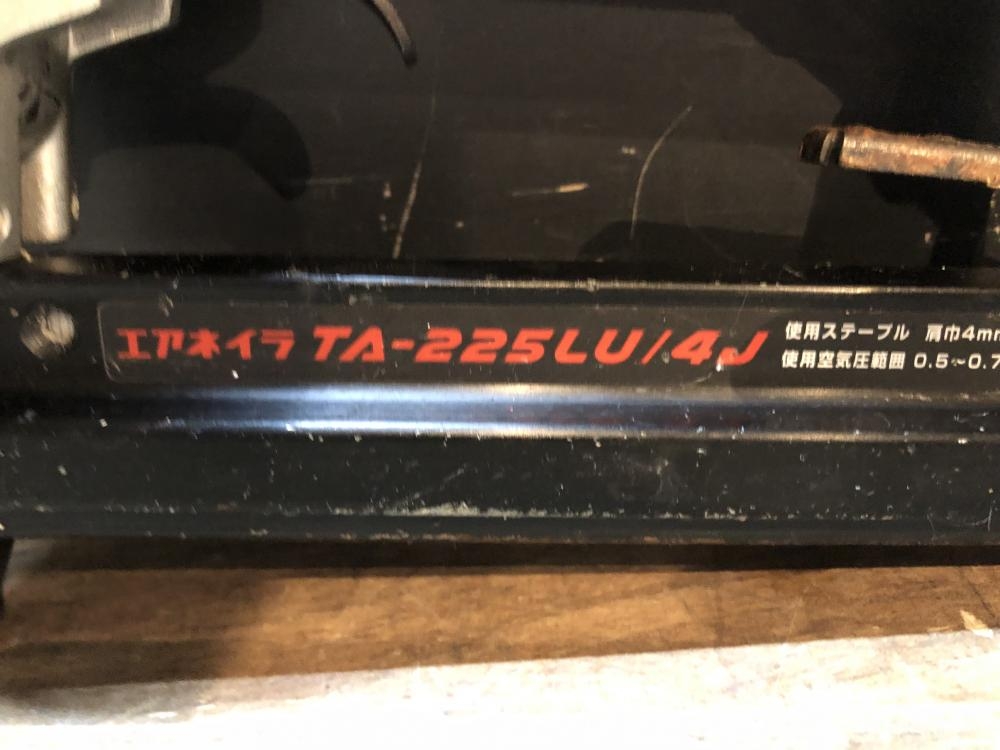 エアネイラ TA-225LU/4J
使用ステープル 肩巾4mm
使用空気圧範囲 0.5~0.7